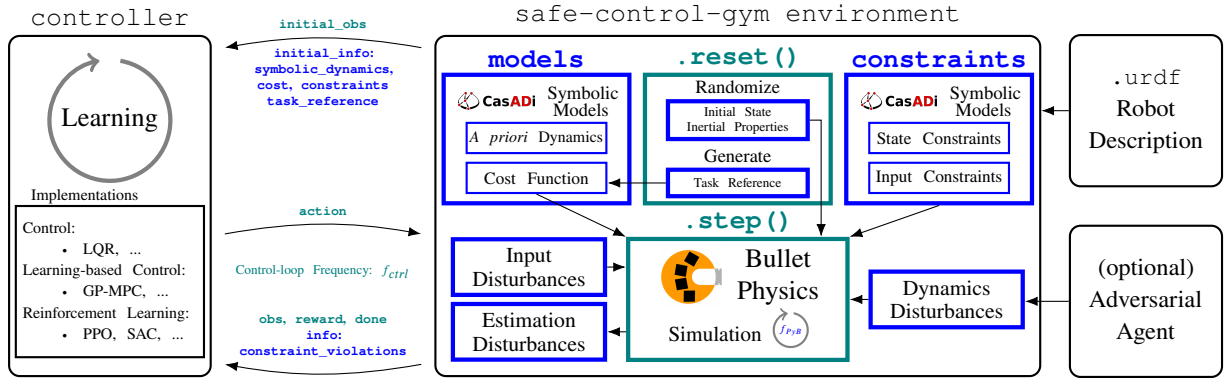 controller
Learning
Implementations
Control:
• LQR, ...
Learning-based Control:
• GP-MPC, ...
Reinforcement Learning:
• PPO, SAC, ...
initial_obs
initial_info:
symbolic_dynamics,
cost, constraints
task_reference
action
Control-loop Frequency: f_ctrl
obs, reward, done
info:
constraint_violations
safe-control-gym environment
models
CasADi Symbolic
Models
A priori Dynamics
Cost Function
.reset()
Randomize
Initial State
Inertial Properties
Generate
Task Reference
constraints
CasADi Symbolic
Models
State Constraints
Input Constraints
.step()
Bullet
Physics
Simulation f_PyB
Input
Disturbances
Estimation
Disturbances
Dynamics
Disturbances
.urdf
Robot
Description
(optional)
Adversarial
Agent